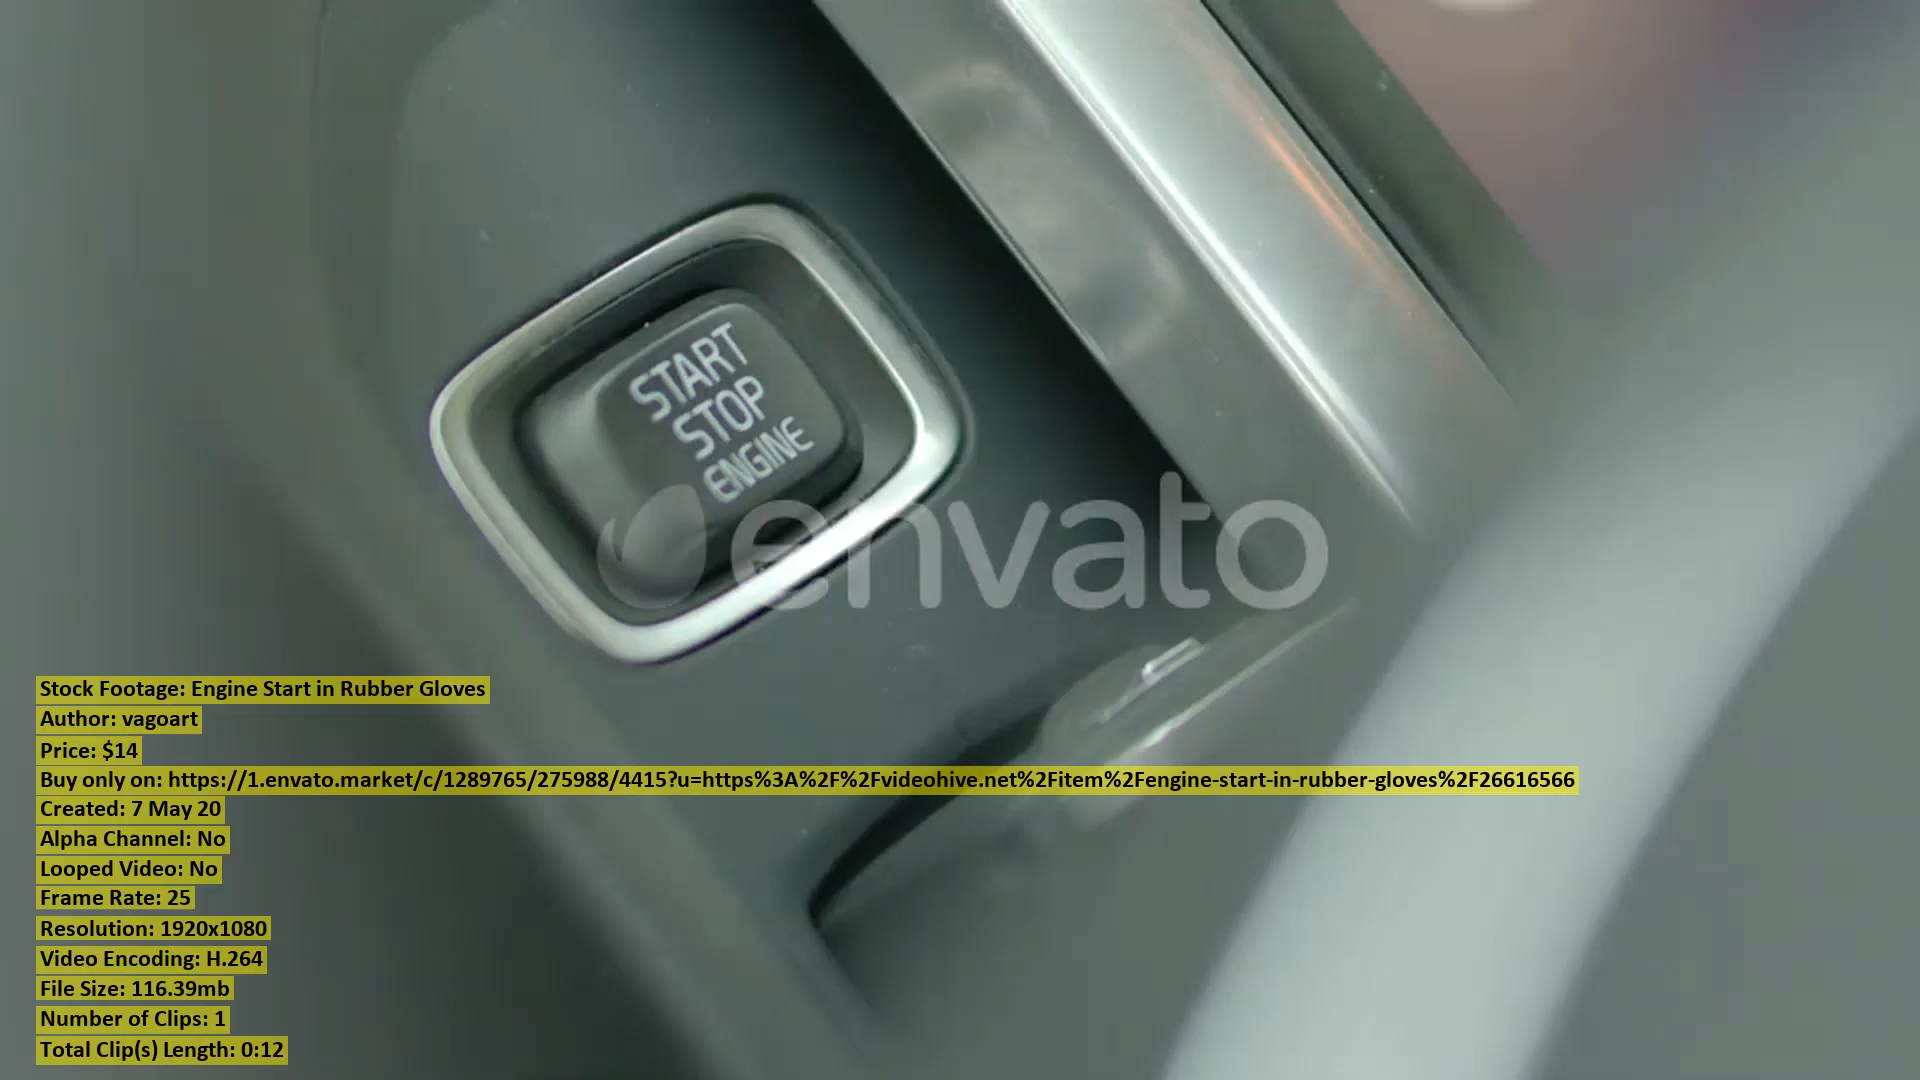 START
STOP
ENGINE
envato
Stock Footage: Engine Start in Rubber Gloves
Author: vagoart
Price: $14
Buy only on: https://1.envato.market/c/1289765/275988/4415?u=https%3A%2F%2Fvideohive.net%2Fitem%2Fengine-start-in-rubber-gloves%2F26616566
Created: 7 May 20
Alpha Channel: No
Looped Video: No
Frame Rate: 25
Resolution: 1920x1080
Video Encoding: H.264
File Size: 116.39mb
Number of Clips: 1
Total Clip(s) Length: 0:12